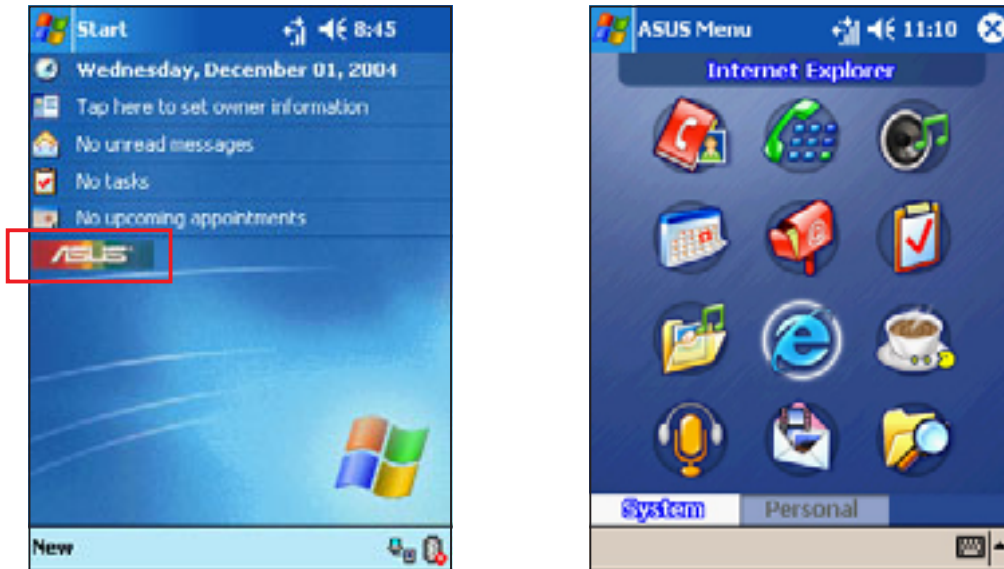 Start 8:45
Wednesday, December 01, 2004
Tap here to set owner information
No unread messages
No tasks
No upcoming appointments
ASUS
New
ASUS Menu 11:10
Internet Explorer
System Personal